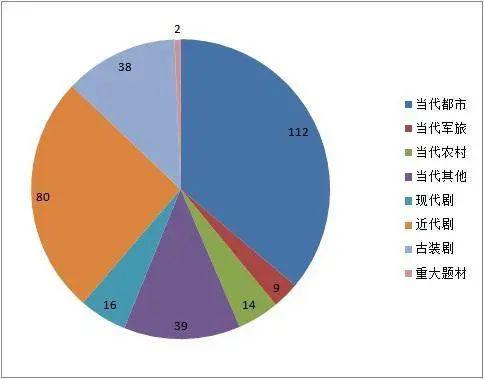 2
38
112
80
9
14
16
39
当代都市
当代军旅
当代农村
当代其他
现代剧
近代剧
古装剧
重大题材